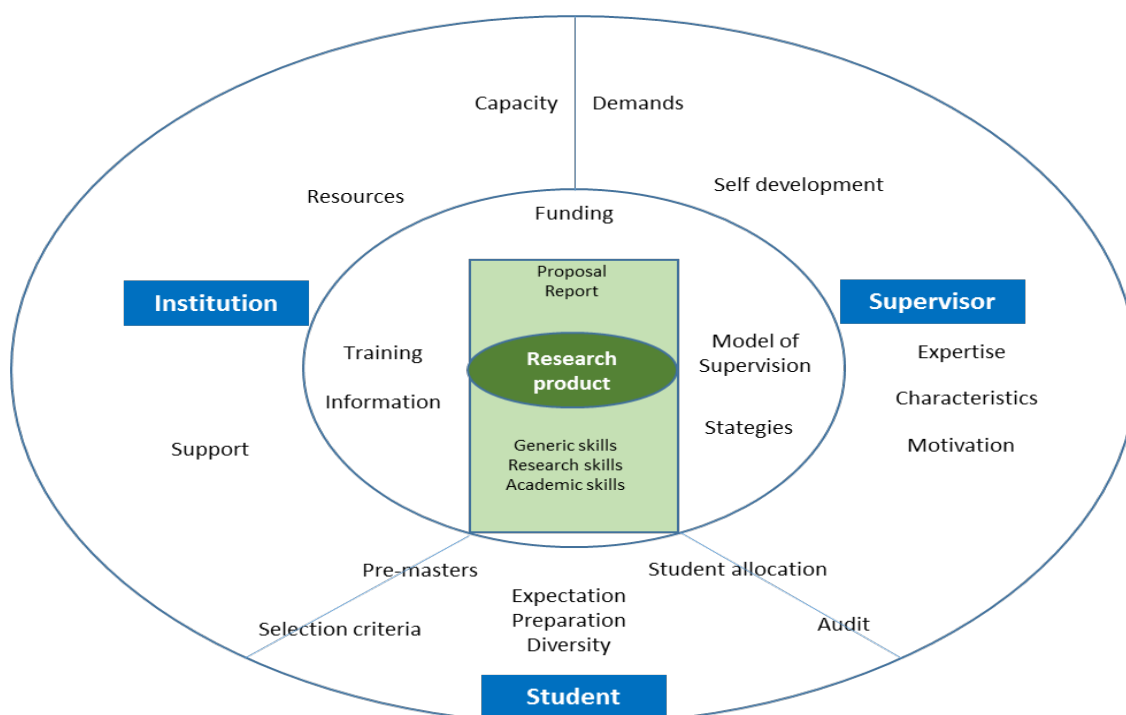 Capacity
Demands
Resources
Self development
Funding
Proposal
Report
Institution
Supervisor
Training
Information
Research
product
Model of
Supervision
Stategies
Expertise
Characteristics
Motivation
Support
Generic skills
Research skills
Academic skills
Pre-masters
Student allocation
Expectation
Preparation
Diversity
Selection criteria
Audit
Student